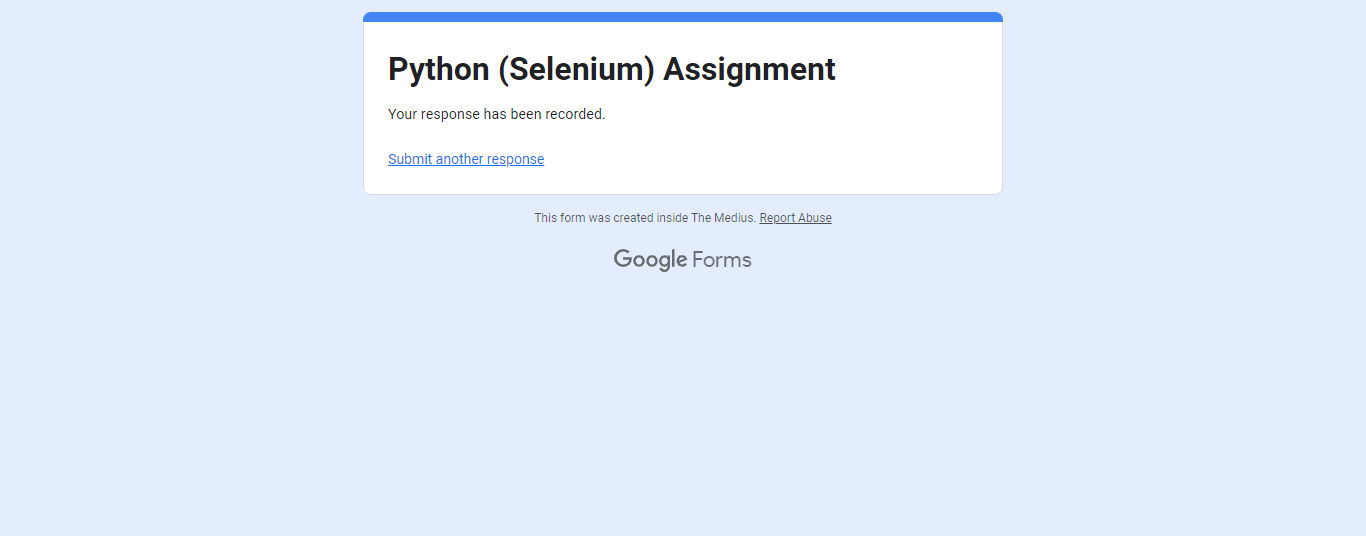 Python (Selenium) Assignment
Your response has been recorded.
Submit another response
This form was created inside The Medius. Report Abuse
Google Forms